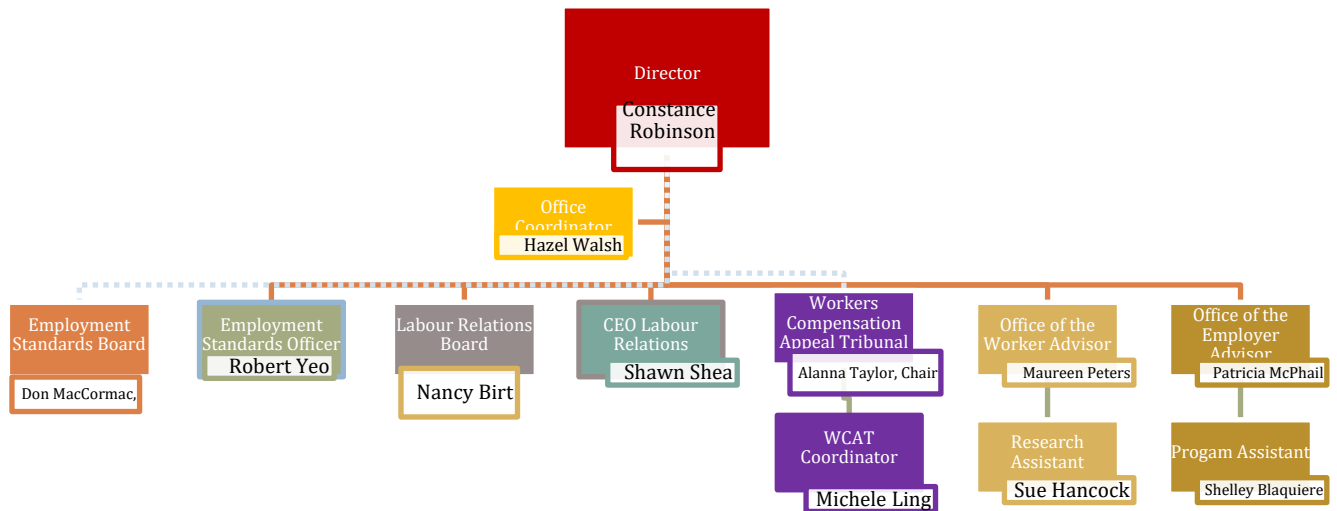 Director
Constance
Robinson
Office
Coordinator
Hazel Walsh
Employment
Standards Board
Don MacCormac,
Employment
Standards Officer
Robert Yeo
Labour Relations
Board
Nancy Birt
CEO Labour
Relations
Shawn Shea
Workers
Compensation
Appeal Tribunal
Alanna Taylor, Chair
Office of the
Worker Advisor
Maureen Peters
Office of the
Employer
Advisor
Patricia McPhail
WCAT
Coordinator
Michele Ling
Research
Assistant
Sue Hancock
Progam Assistant
Shelley Blaquiere